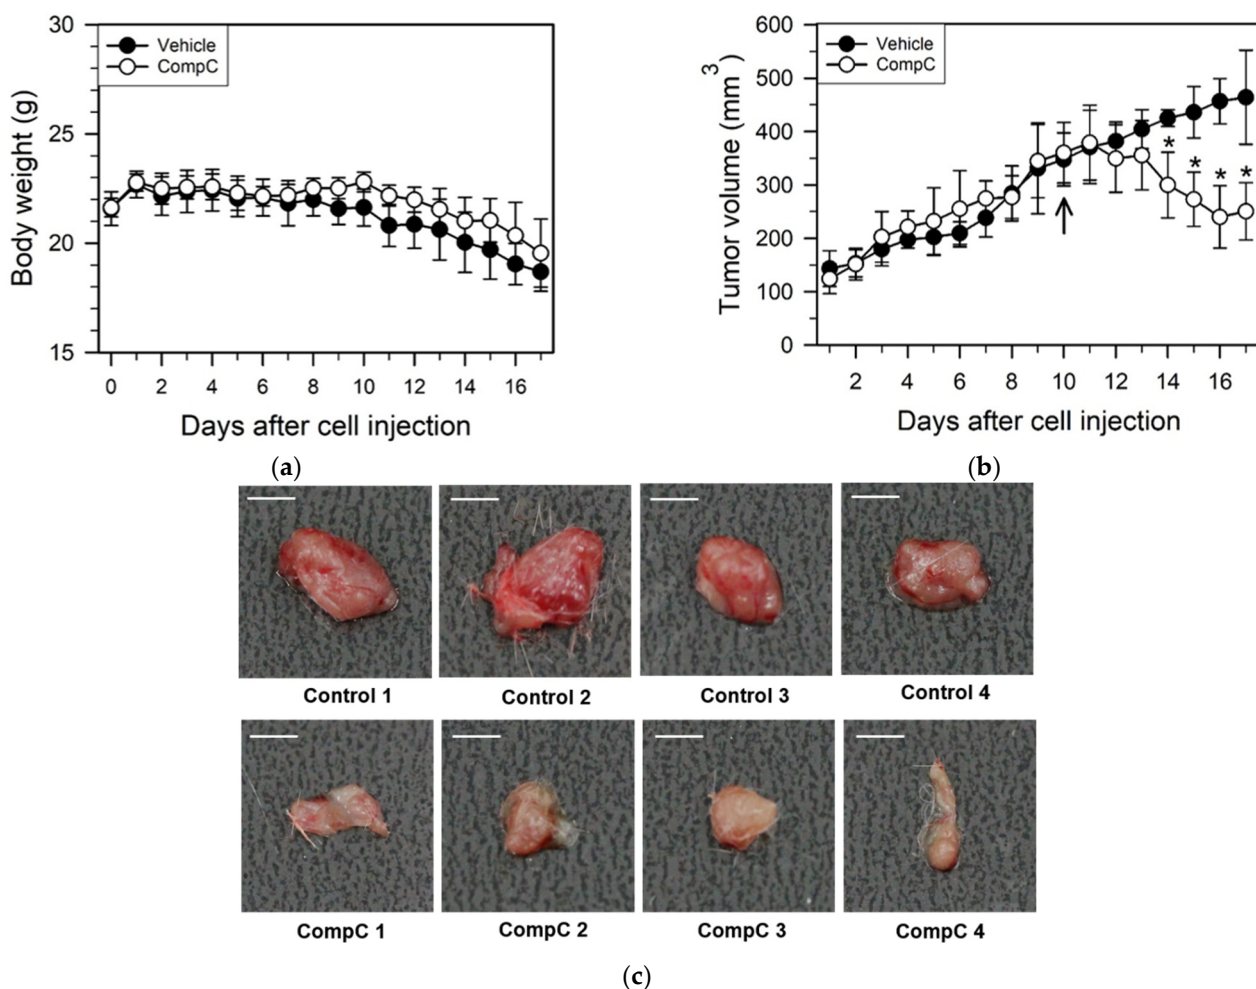 30
25
20
15
Body weight (g)
Vehicle
CompC
0 2 4 6 8 10 12 14 16
Days after cell injection
(a)
600
500
400
300
200
100
0
Tumor volume (mm3)
Vehicle
CompC
* * * *
2 4 6 8 10 12 14 16
Days after cell injection
(b)
Control 1 Control 2 Control 3 Control 4
CompC 1 CompC 2 CompC 3 CompC 4
(c)